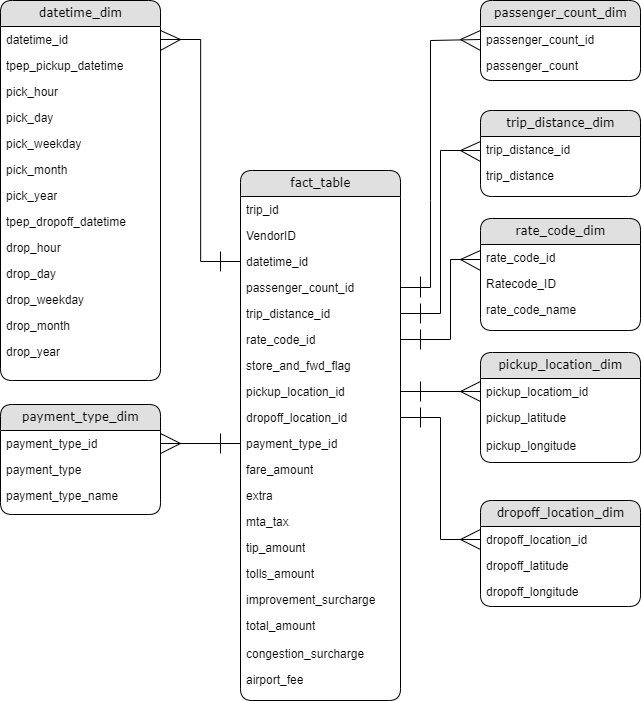 datetime_dim
datetime_id
tpep_pickup_datetime
pick_hour
pick_day
pick_weekday
pick_month
pick_year
tpep_dropoff_datetime
drop_hour
drop_day
drop_weekday
drop_month
drop_year
payment_type_dim
payment_type_id
payment_type
payment_type_name
fact_table
trip_id
VendorID
datetime_id
passenger_count_id
trip_distance_id
rate_code_id
store_and_fwd_flag
pickup_location_id
dropoff_location_id
payment_type_id
fare_amount
extra
mta_tax
tip_amount
tolls_amount
improvement_surcharge
total_amount
congestion_surcharge
airport_fee
passenger_count_dim
passenger_count_id
passenger_count
trip_distance_dim
trip_distance_id
trip_distance
rate_code_dim
rate_code_id
Ratecode_ID
rate_code_name
pickup_location_dim
pickup_locatiom_id
pickup_latitude
pickup_longitude
dropoff_location_dim
dropoff_location_id
dropoff_latitude
dropoff_longitude